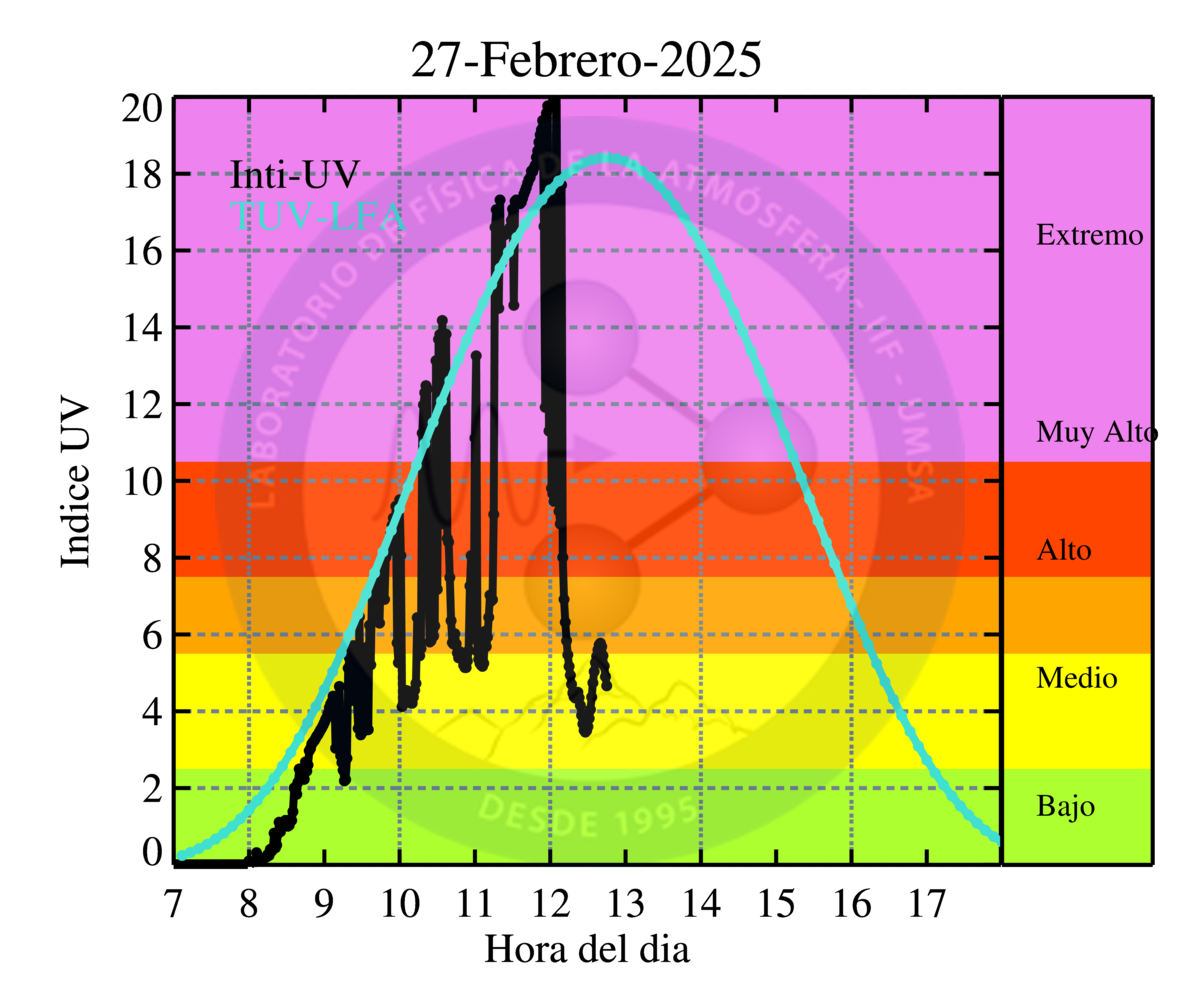 27-Febrero-2025
20
18
16
14
12
10
8
6
4
2
0
Indice UV
Inti-UV
TUV-LFA
LABORATORIO DE FÍSICA DE LA ATMÓSFERA - IIF - UMSA
DESDE 1995
Extremo
Muy Alto
Alto
Medio
Bajo
7 8 9 10 11 12 13 14 15 16 17
Hora del dia